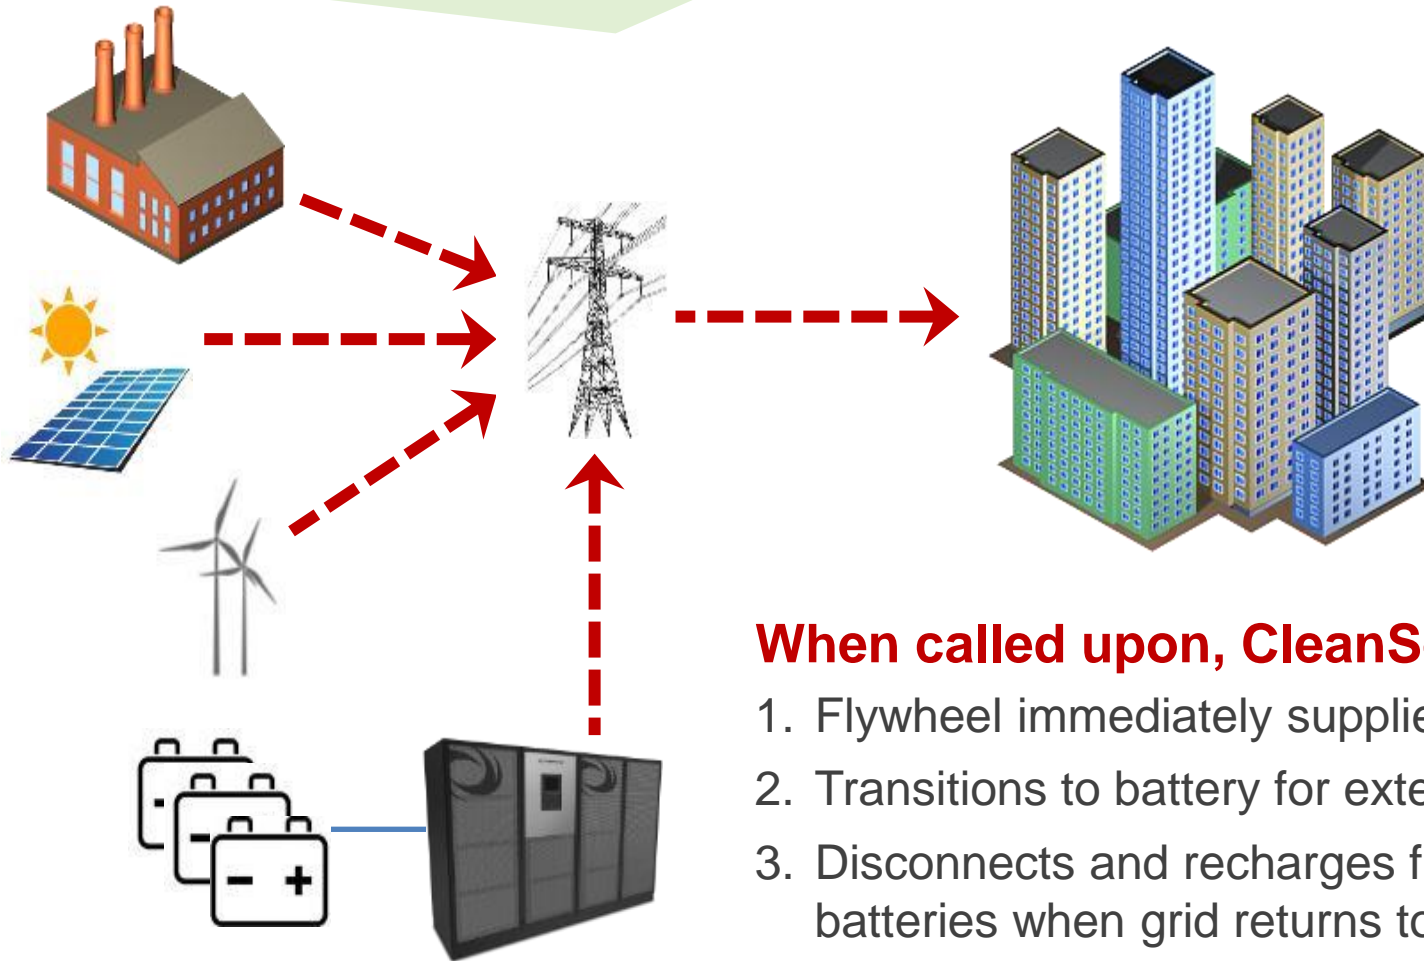 When called upon, CleanS
1. Flywheel immediately supplie
2. Transitions to battery for exte
3. Disconnects and recharges f
batteries when grid returns to